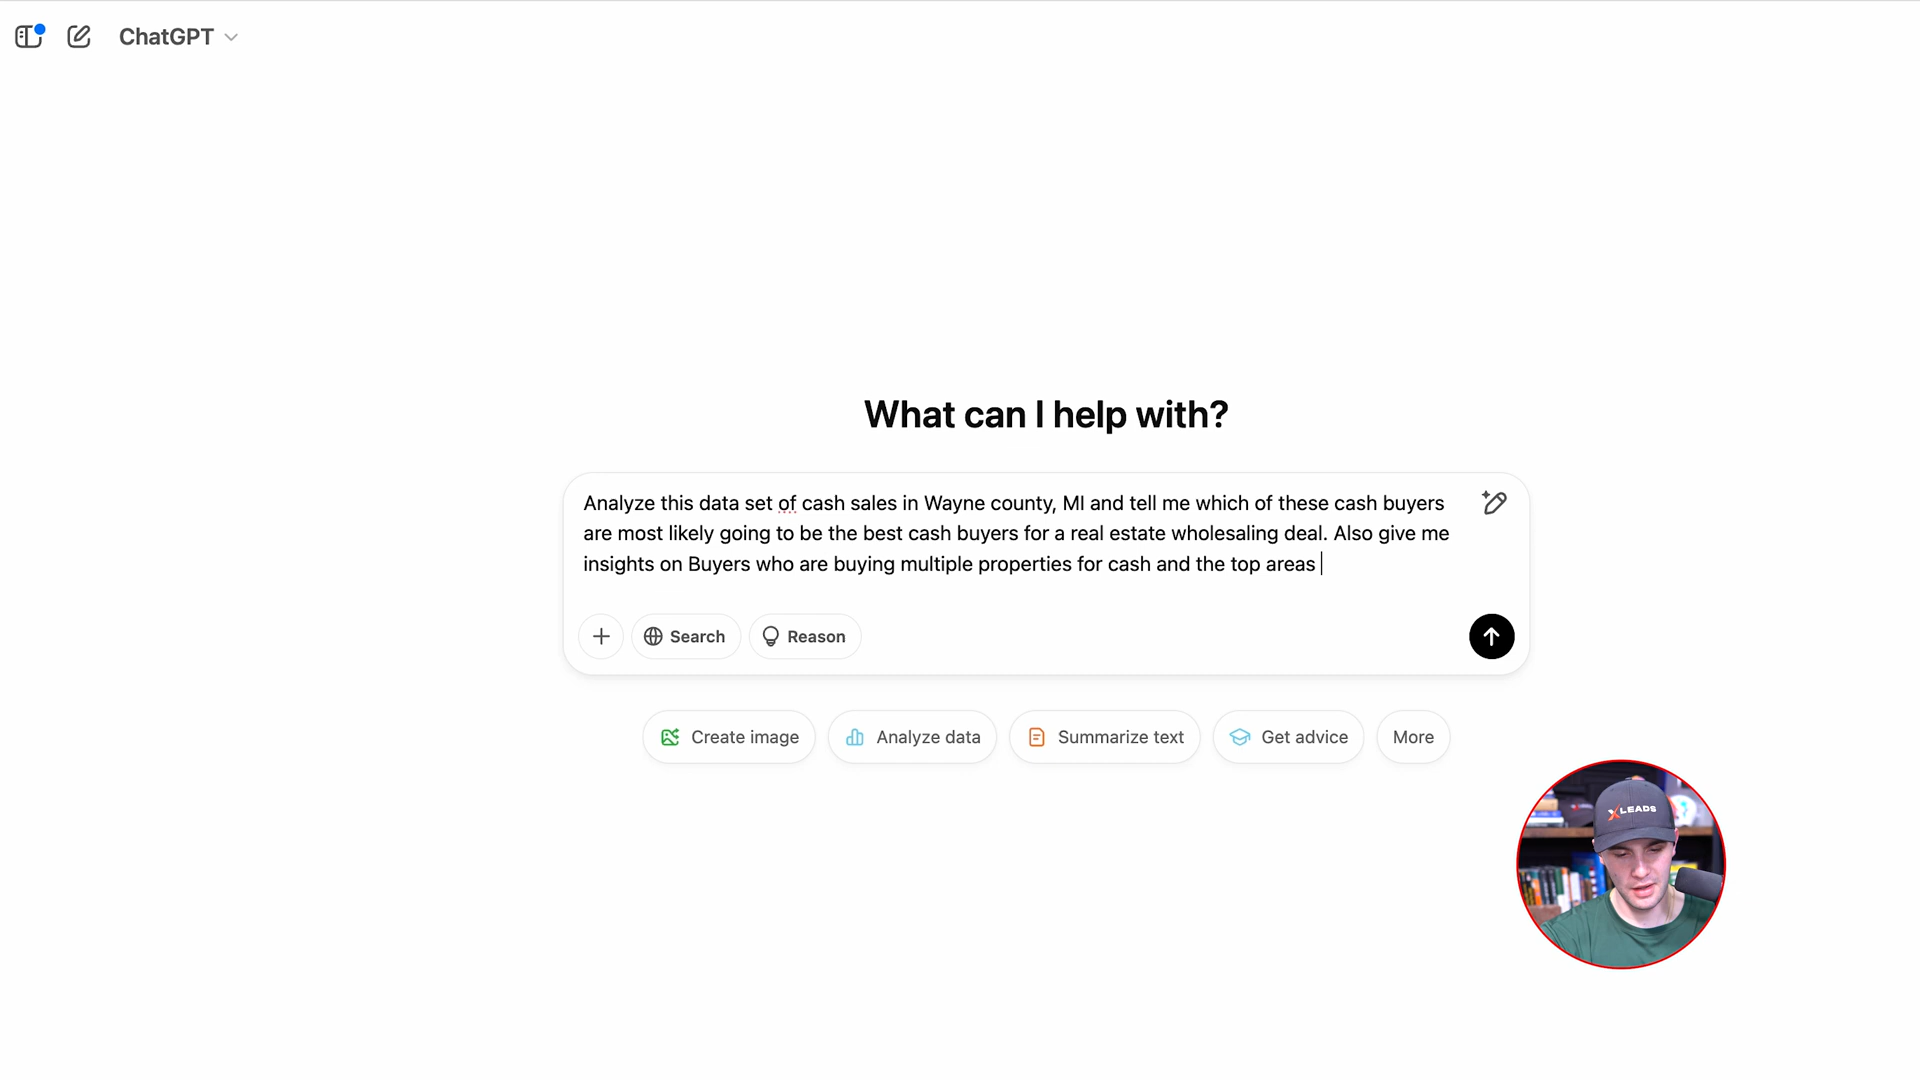 ChatGPT
What can I help with?
Analyze this data set of cash sales in Wayne county, MI and tell me which of these cash buyers
are most likely going to be the best cash buyers for a real estate wholesaling deal. Also give me
insights on Buyers who are buying multiple properties for cash and the top areas
Search
Reason
Create image
Analyze data
Summarize text
Get advice
More
XLEADS